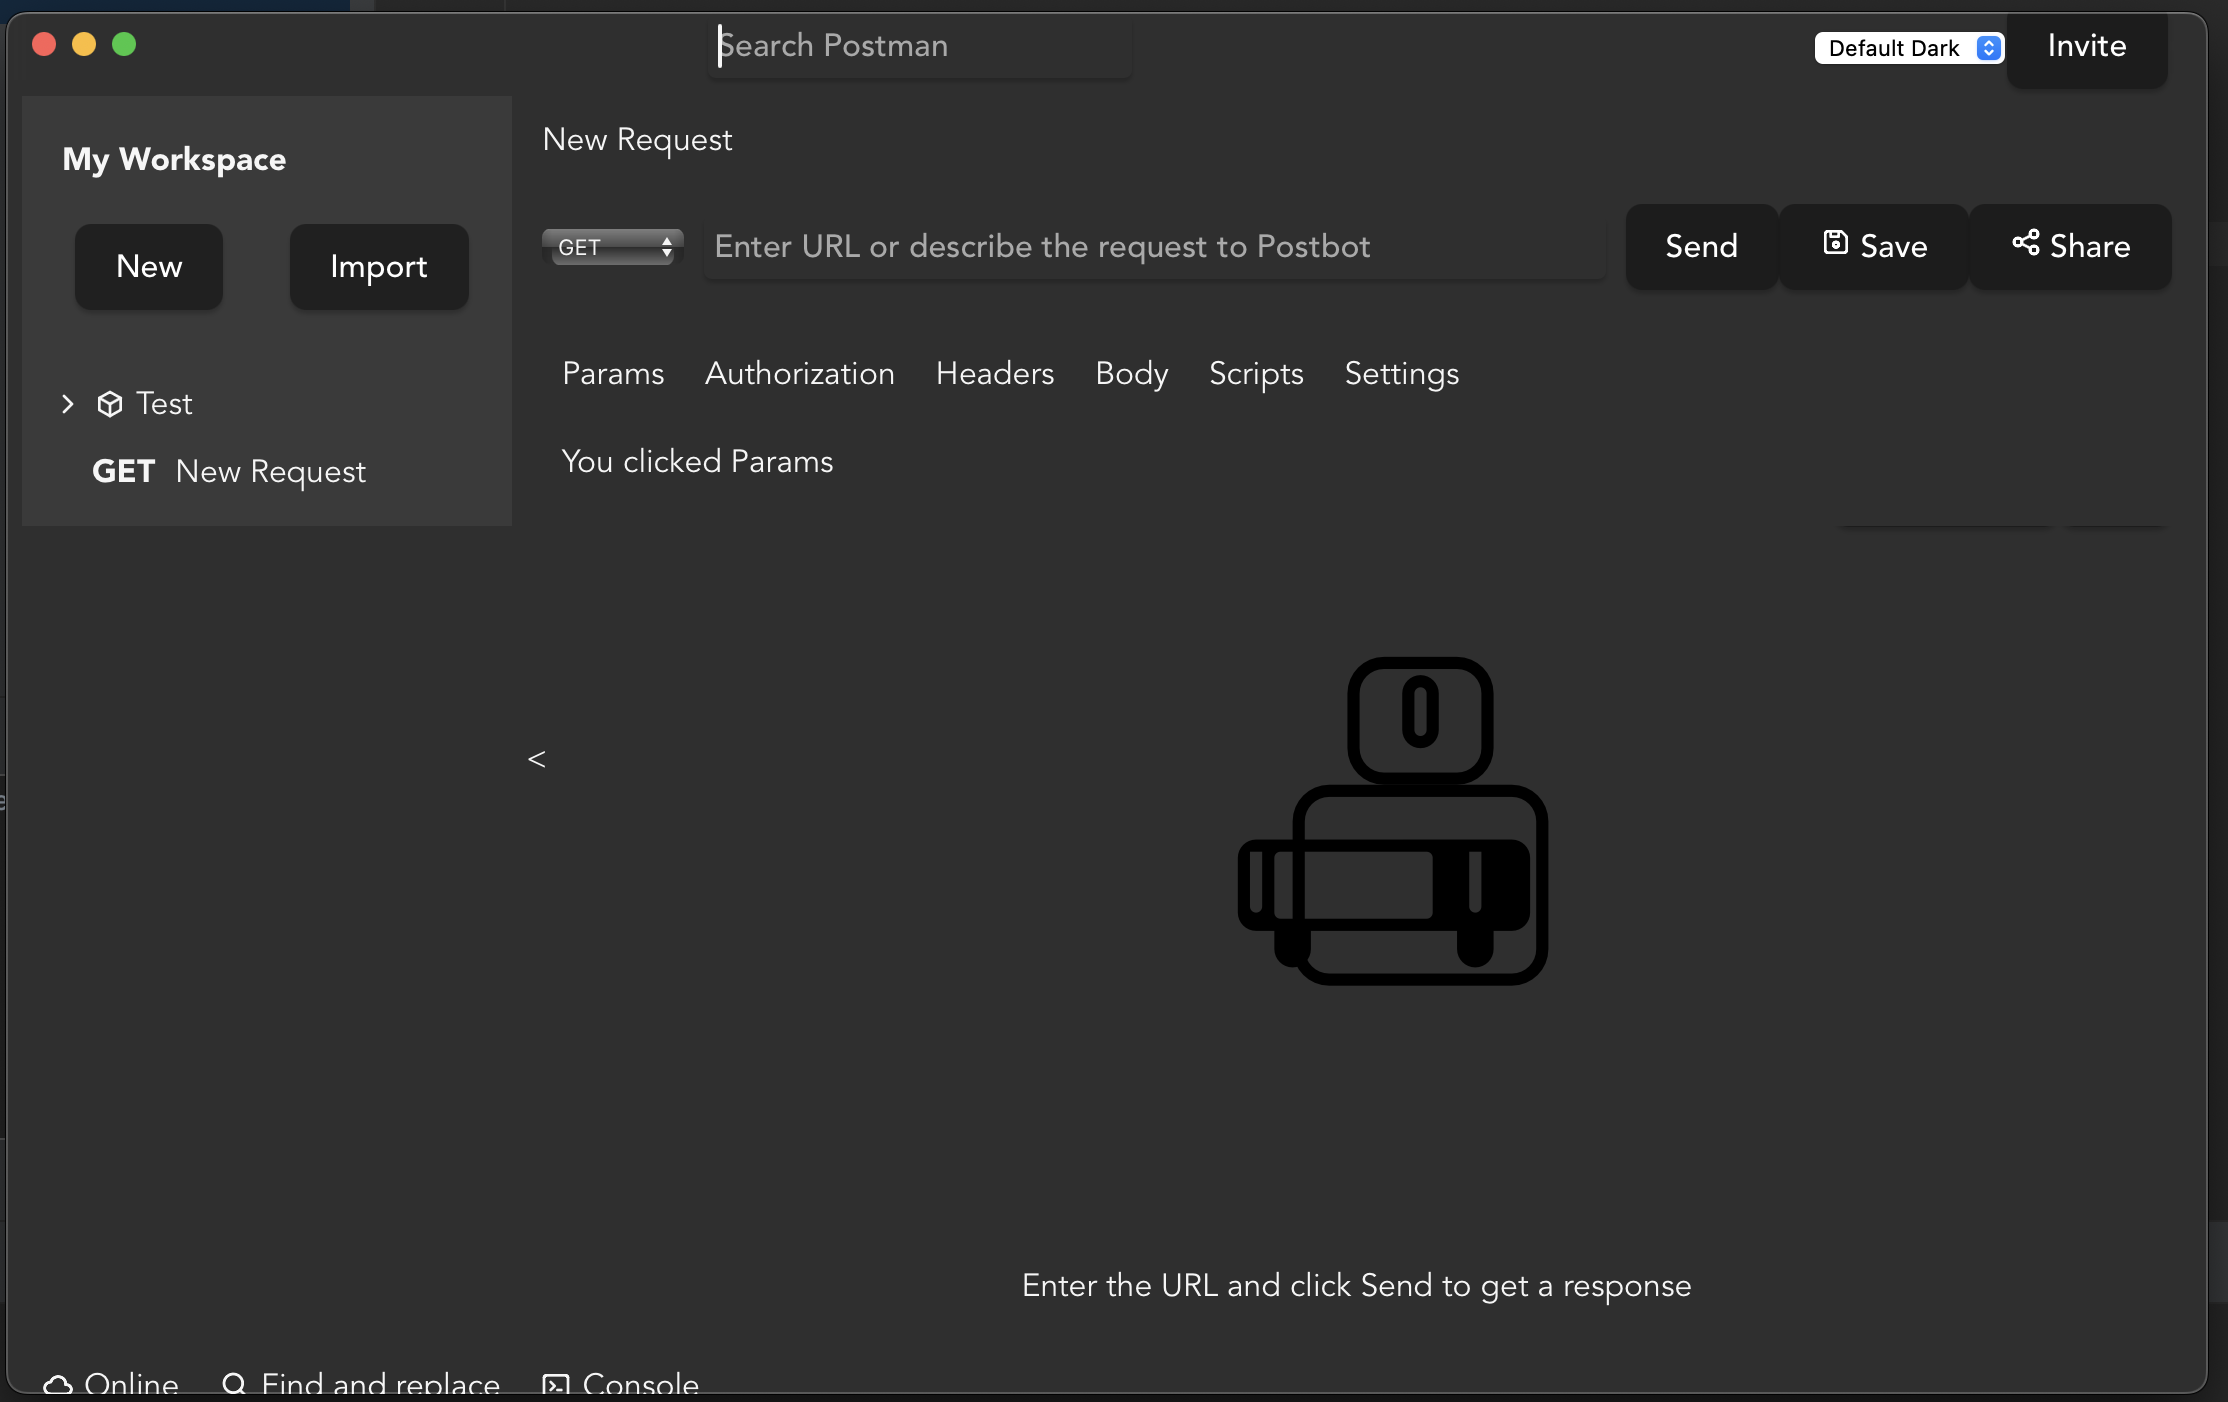 Search Postman
Default Dark
Invite
My Workspace
New
Import
Test
GET New Request
New Request
GET
Enter URL or describe the request to Postbot
Send
Save
Share
Params Authorization Headers Body Scripts Settings
You clicked Params
<
Enter the URL and click Send to get a response
Online Find and replace Console